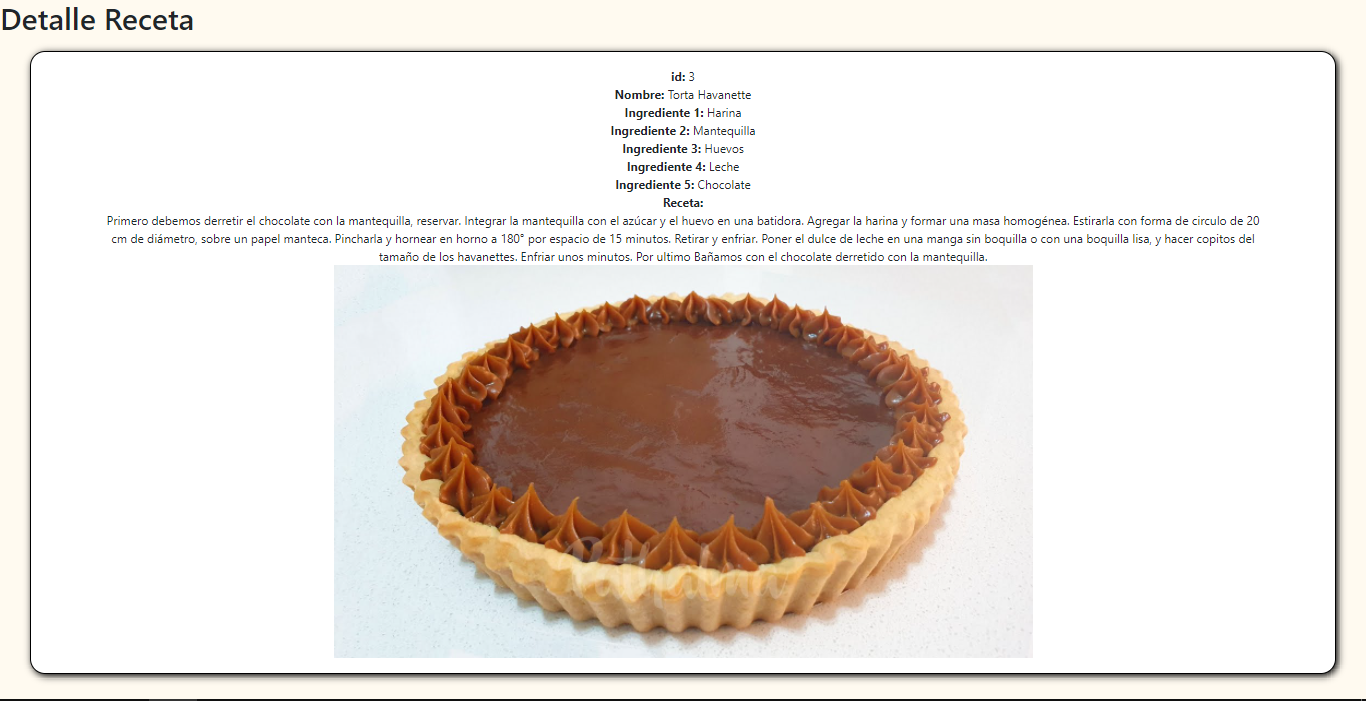 Detalle Receta
id: 3
Nombre: Torta Havanette
Ingrediente 1: Harina
Ingrediente 2: Mantequilla
Ingrediente 3: Huevos
Ingrediente 4: Leche
Ingrediente 5: Chocolate
Receta:
Primero debemos derretir el chocolate con la mantequilla, reservar. Integrar la mantequilla con el azúcar y el huevo en una batidora. Agregar la harina y formar una masa homogénea. Estirarla con forma de circulo de 20
cm de diámetro, sobre un papel manteca. Pincharla y hornear en horno a 180° por espacio de 15 minutos. Retirar y enfriar. Poner el dulce de leche en una manga sin boquilla o con una boquilla lisa, y hacer copitos del
tamaño de los havanettes. Enfriar unos minutos. Por ultimo Bañamos con el chocolate derretido con la mantequilla.